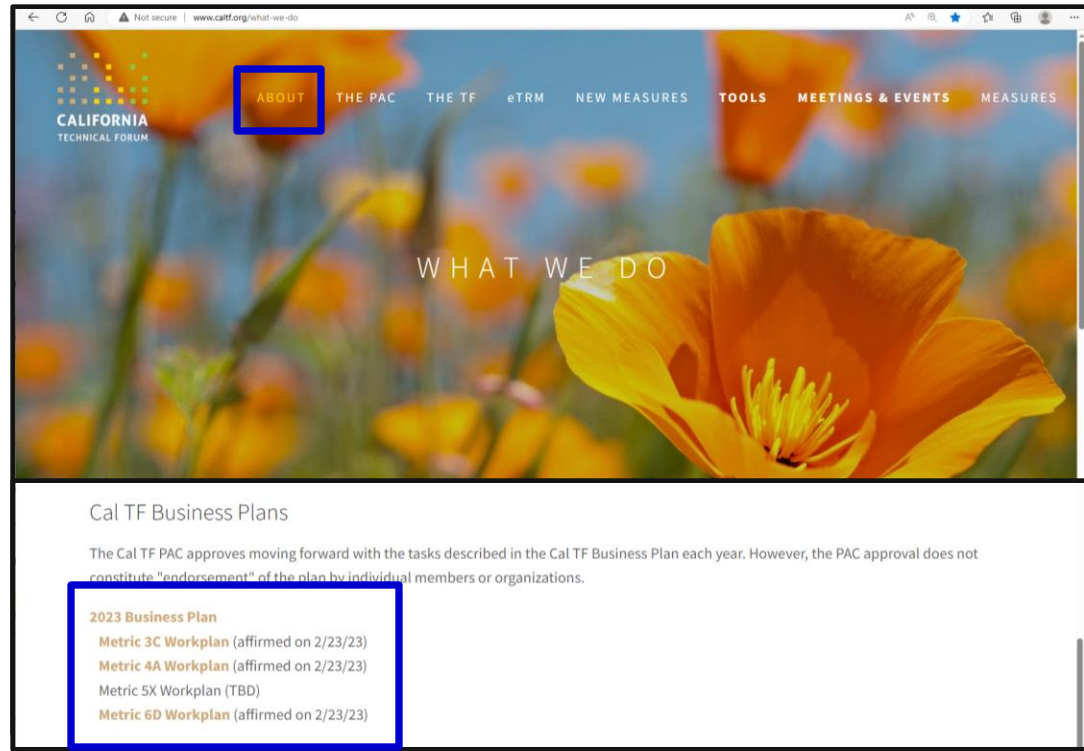 Not secure | www.caltf.org/what-we-do
CALIFORNIA
TECHNICAL FORUM
ABOUT THE PAC THE TF eTRM NEW MEASURES TOOLS MEETINGS & EVENTS MEASURES
WHAT WE DO
Cal TF Business Plans
The Cal TF PAC approves moving forward with the tasks described in the Cal TF Business Plan each year. However, the PAC approval does not
constitute "endorsement" of the plan by individual members or organizations.
2023 Business Plan
Metric 3C Workplan (affirmed on 2/23/23)
Metric 4A Workplan (affirmed on 2/23/23)
Metric 5X Workplan (TBD)
Metric 6D Workplan (affirmed on 2/23/23)